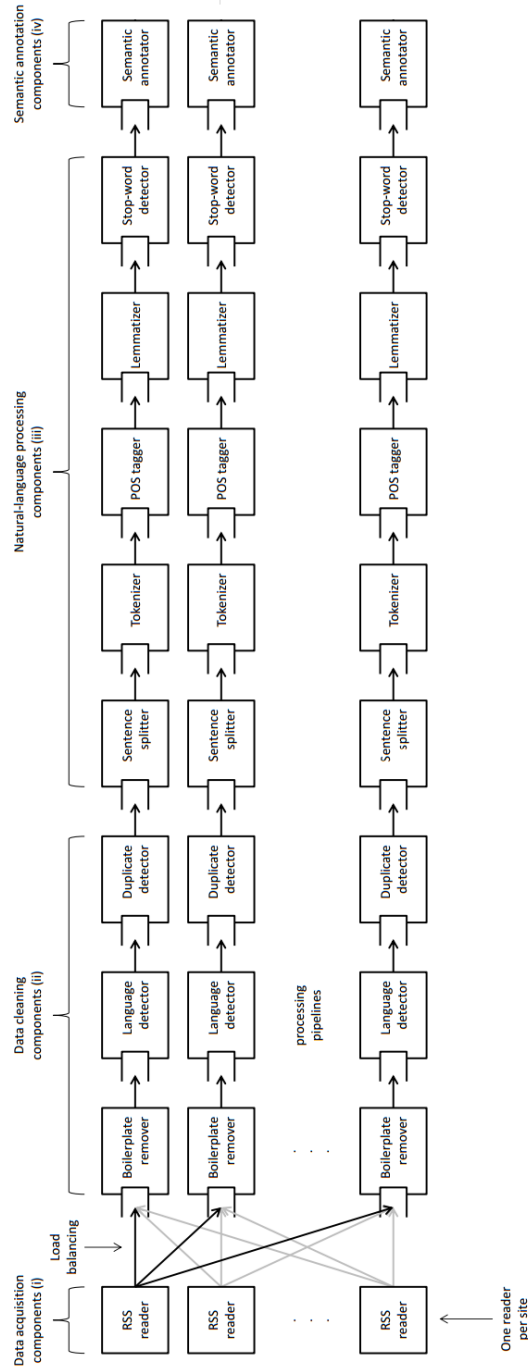 Data acquisition
components (i)
Data cleaning
components (ii)
Natural-language processing
components (iii)
Semantic annotation
components (iv)
Load
balancing
RSS
reader
Boilerplate
remover
Language
detector
Duplicate
detector
Sentence
splitter
Tokenizer
POS tagger
Lemmatizer
Stop-word
detector
Semantic
annotator
RSS
reader
Boilerplate
remover
Language
detector
Duplicate
detector
Sentence
splitter
Tokenizer
POS tagger
Lemmatizer
Stop-word
detector
Semantic
annotator
. . .
. . .
processing
pipelines
RSS
reader
Boilerplate
remover
Language
detector
Duplicate
detector
Sentence
splitter
Tokenizer
POS tagger
Lemmatizer
Stop-word
detector
Semantic
annotator
One reader
per site